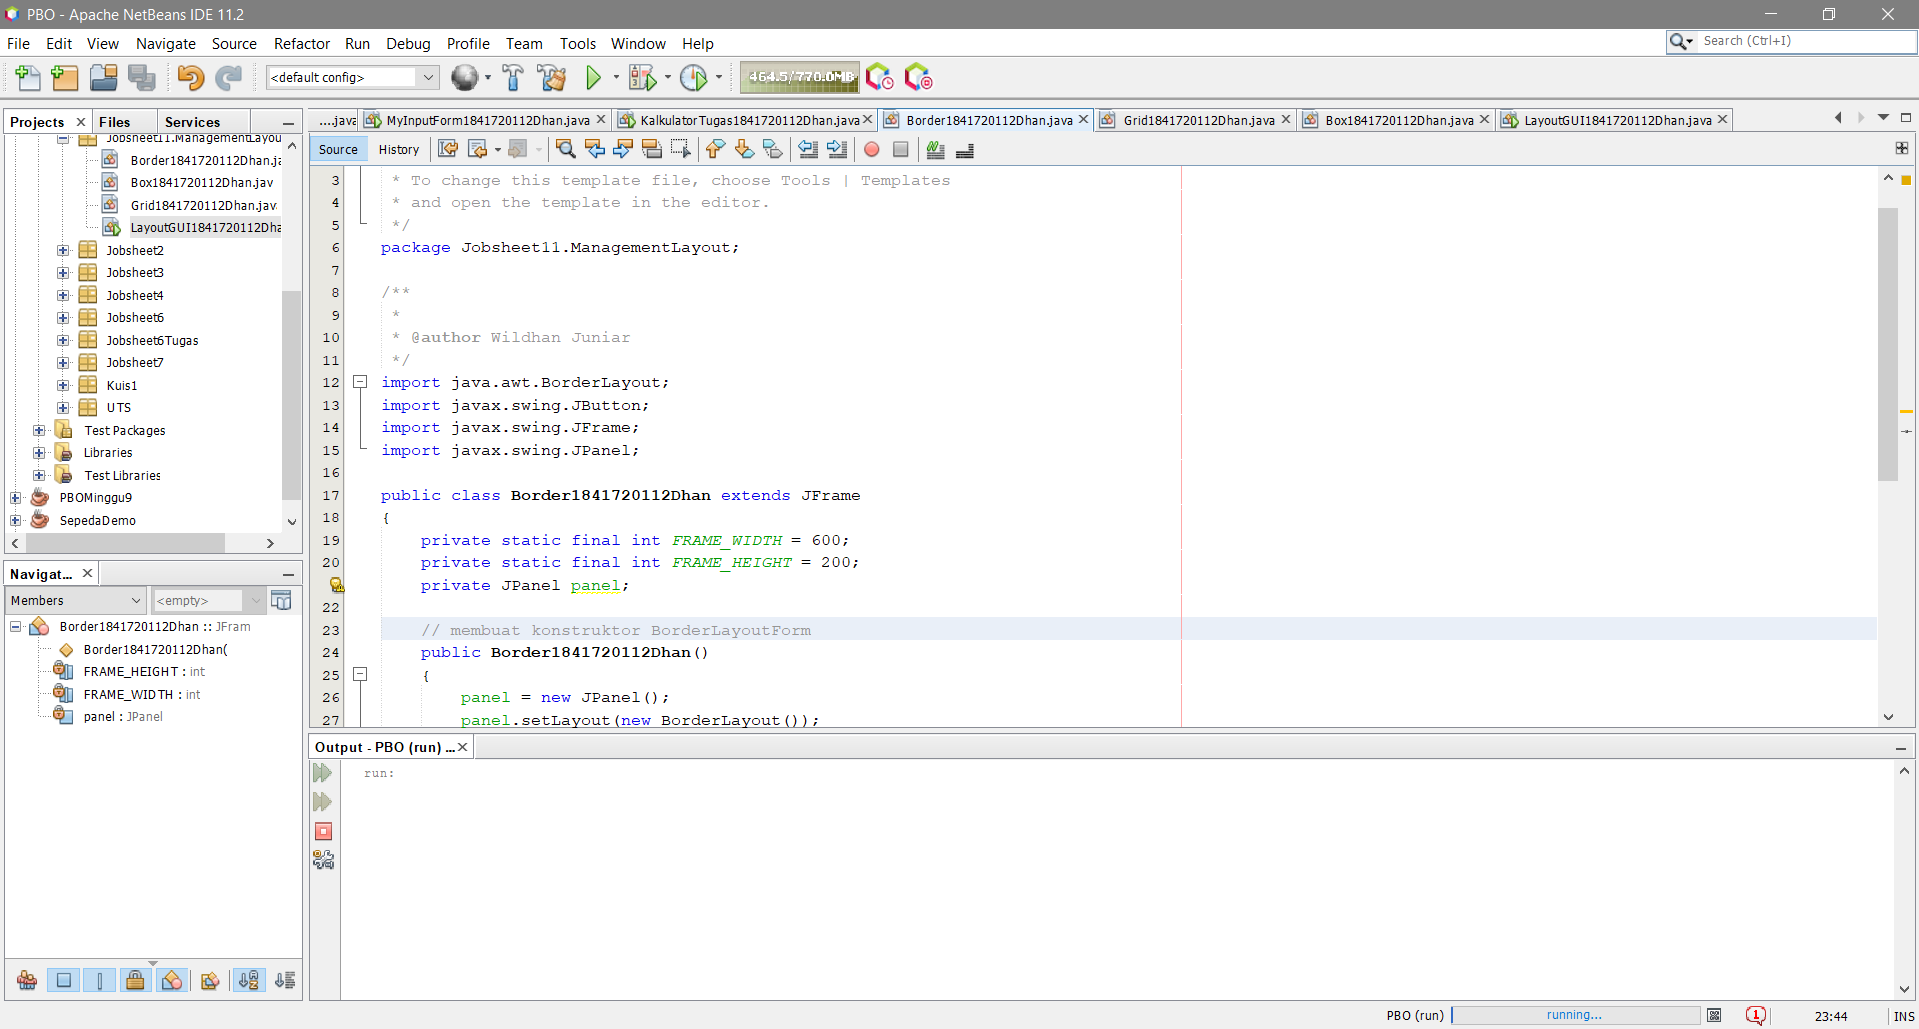 PBO - Apache NetBeans IDE 11.2
File Edit View Navigate Source Refactor Run Debug Profile Team Tools Window Help
Search (Ctrl+I)
<default config>
464.5/770.0MB
Projects Files Services
Jobsheet11.ManagementLayou
Border1841720112Dhan.ja
Box1841720112Dhan.jav
Grid1841720112Dhan.jav
LayoutGUI1841720112Dha
Jobsheet2
Jobsheet3
Jobsheet4
Jobsheet6
Jobsheet6Tugas
Jobsheet7
Kuis1
UTS
Test Packages
Libraries
Test Libraries
PBOMinggu9
SepedaDemo
Navigat...
Members <empty>
Border1841720112Dhan :: JFram
Border1841720112Dhan(
FRAME_HEIGHT : int
FRAME_WIDTH : int
panel : JPanel
....java MyInputForm1841720112Dhan.java KalkulatorTugas1841720112Dhan.java Border1841720112Dhan.java Grid1841720112Dhan.java Box1841720112Dhan.java LayoutGUI1841720112Dhan.java
Source History
3 * To change this template file, choose Tools | Templates
4 * and open the template in the editor.
5 */
6 package Jobsheet11.ManagementLayout;
7
8 /**
9 *
10 * @author Wildhan Juniar
11 */
12 import java.awt.BorderLayout;
13 import javax.swing.JButton;
14 import javax.swing.JFrame;
15 import javax.swing.JPanel;
16
17 public class Border1841720112Dhan extends JFrame
18 {
19 private static final int FRAME_WIDTH = 600;
20 private static final int FRAME_HEIGHT = 200;
private JPanel panel;
22
23 // membuat konstruktor BorderLayoutForm
24 public Border1841720112Dhan()
25 {
26 panel = new JPanel();
27 panel.setLayout(new BorderLayout());
Output - PBO (run) ...
run:
PBO (run) running... 1 23:44 INS